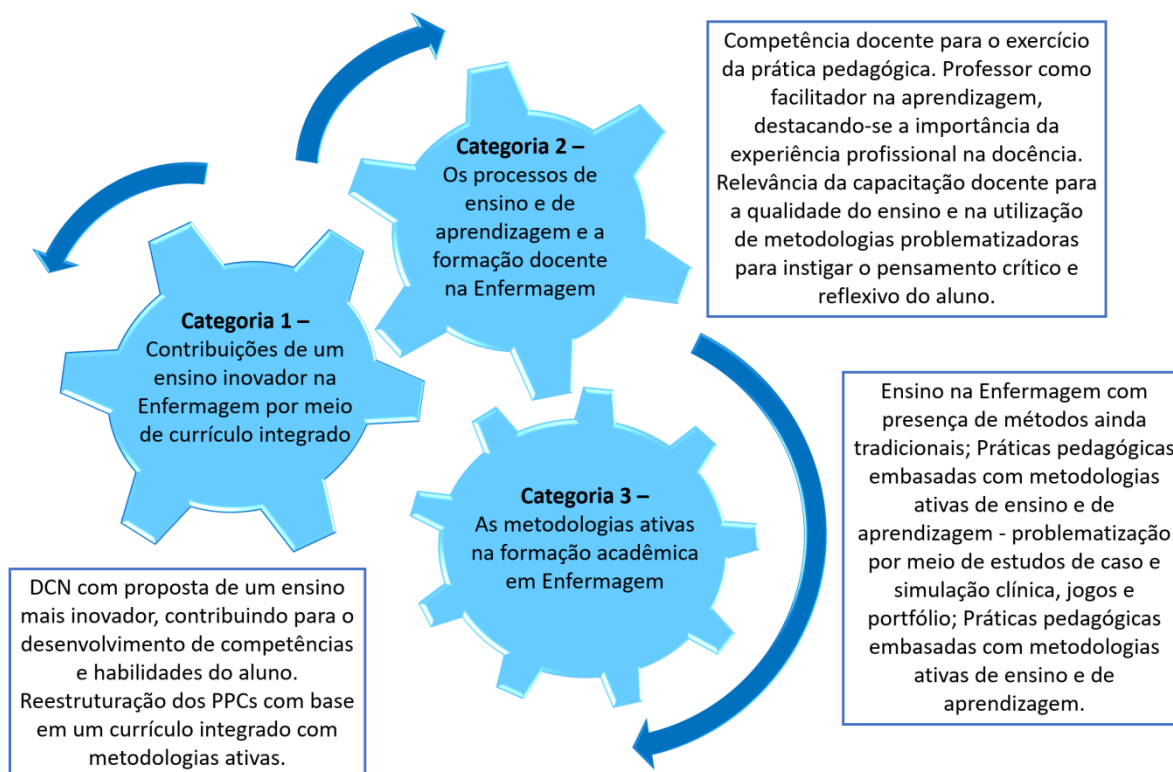 Categoria 1 –
Contribuições de um
ensino inovador na
Enfermagem por meio
de currículo integrado
DCN com proposta de um ensino
mais inovador, contribuindo para o
desenvolvimento de competências
e habilidades do aluno.
Reestruturação dos PPCs com base
em um currículo integrado com
metodologias ativas.
Categoria 2 –
Os processos de
ensino e de
aprendizagem e a
formação docente
na Enfermagem
Competência docente para o exercício
da prática pedagógica. Professor como
facilitador na aprendizagem,
destacando-se a importância da
experiência profissional na docência.
Relevância da capacitação docente para
a qualidade do ensino e na utilização
de metodologias problematizadoras
para instigar o pensamento crítico e
reflexivo do aluno.
Categoria 3 –
As metodologias ativas
na formação acadêmica
em Enfermagem
Ensino na Enfermagem com
presença de métodos ainda
tradicionais; Práticas pedagógicas
embasadas com metodologias
ativas de ensino e de
aprendizagem - problematização
por meio de estudos de caso e
simulação clínica, jogos e
portfólio; Práticas pedagógicas
embasadas com metodologias
ativas de ensino e de
aprendizagem.